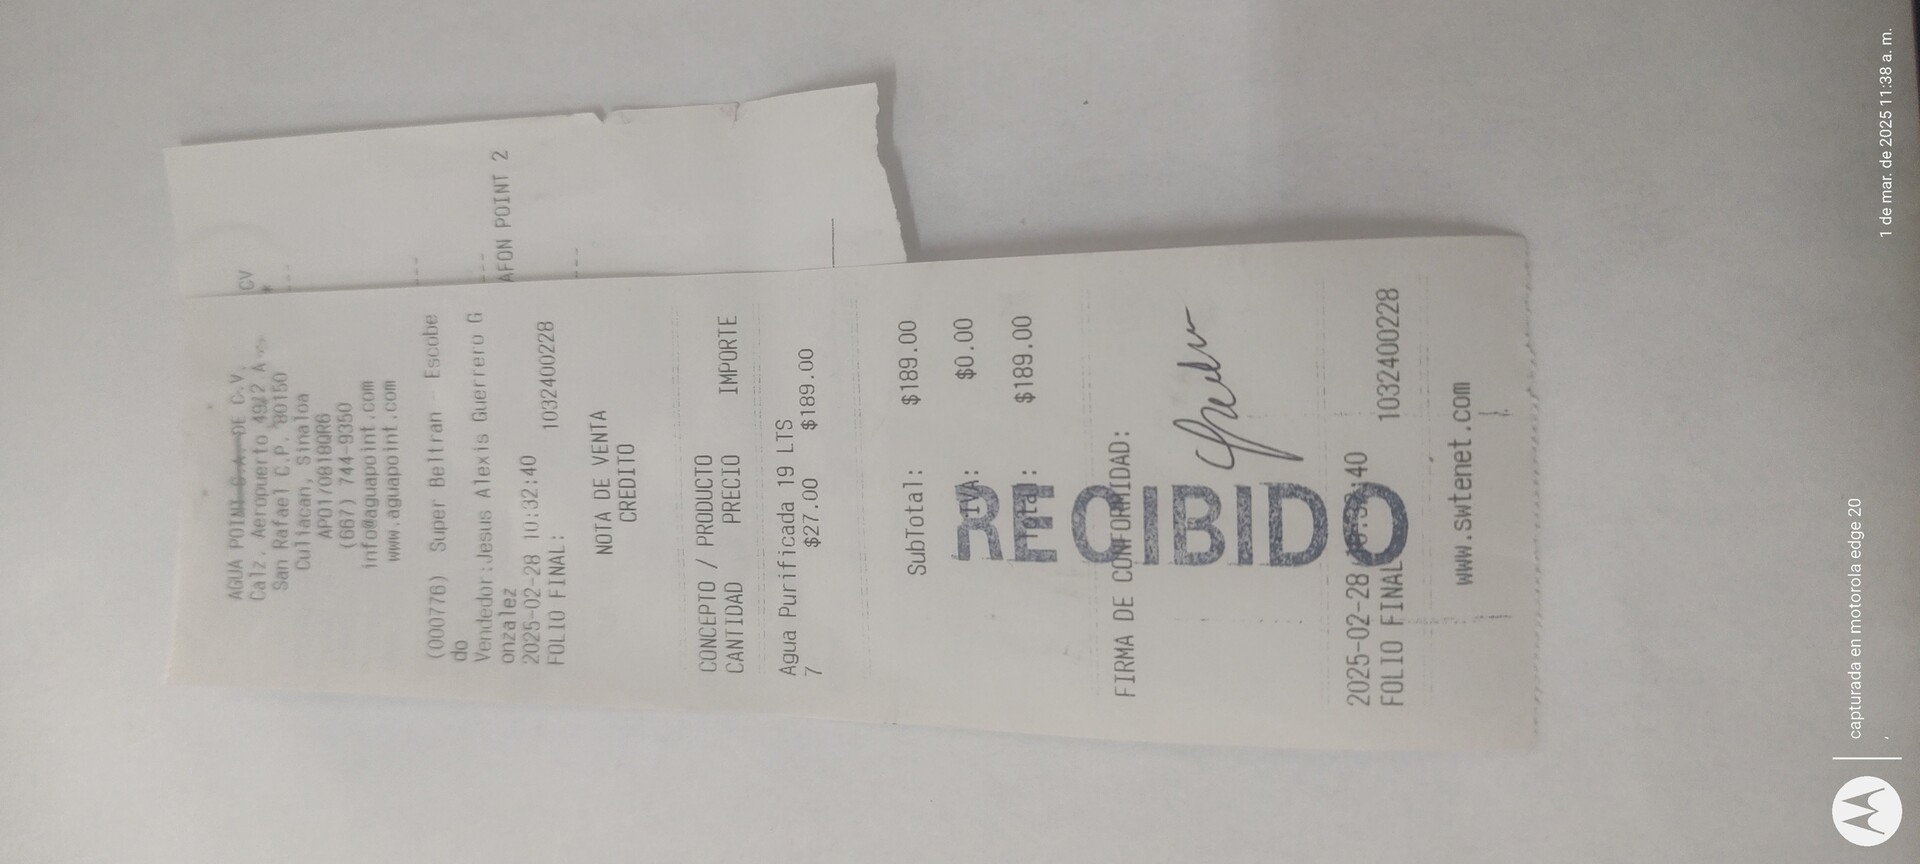 AGUA POINT S.A. DE C.V.
Calz. Aeropuerto 4912 A
San Rafael C.P. 80150
Culiacan, Sinaloa
APO170818QR6
(667) 744-9350
info@aguapoint.com
www.aguapoint.com
(000776) Super Beltran - Escobe
do
Vendedor:Jesus Alexis Guerrero G
onzalez
2025-02-28 10:32:40
FOLIO FINAL: 1032400228
NOTA DE VENTA
CREDITO
CONCEPTO / PRODUCTO
CANTIDAD PRECIO IMPORTE
Agua Purificada 19 LTS
7 $27.00 $189.00
SubTotal: $189.00
IVA: $0.00
Total: $189.00
RECIBIDO
FIRMA DE CONFORMIDAD:
2025-02-28 10:32:40
FOLIO FINAL 1032400228
www.swtenet.com
CV
AFON POINT 2
1 de mar. de 2025 11:38 a. m.
capturada en motorola edge 20